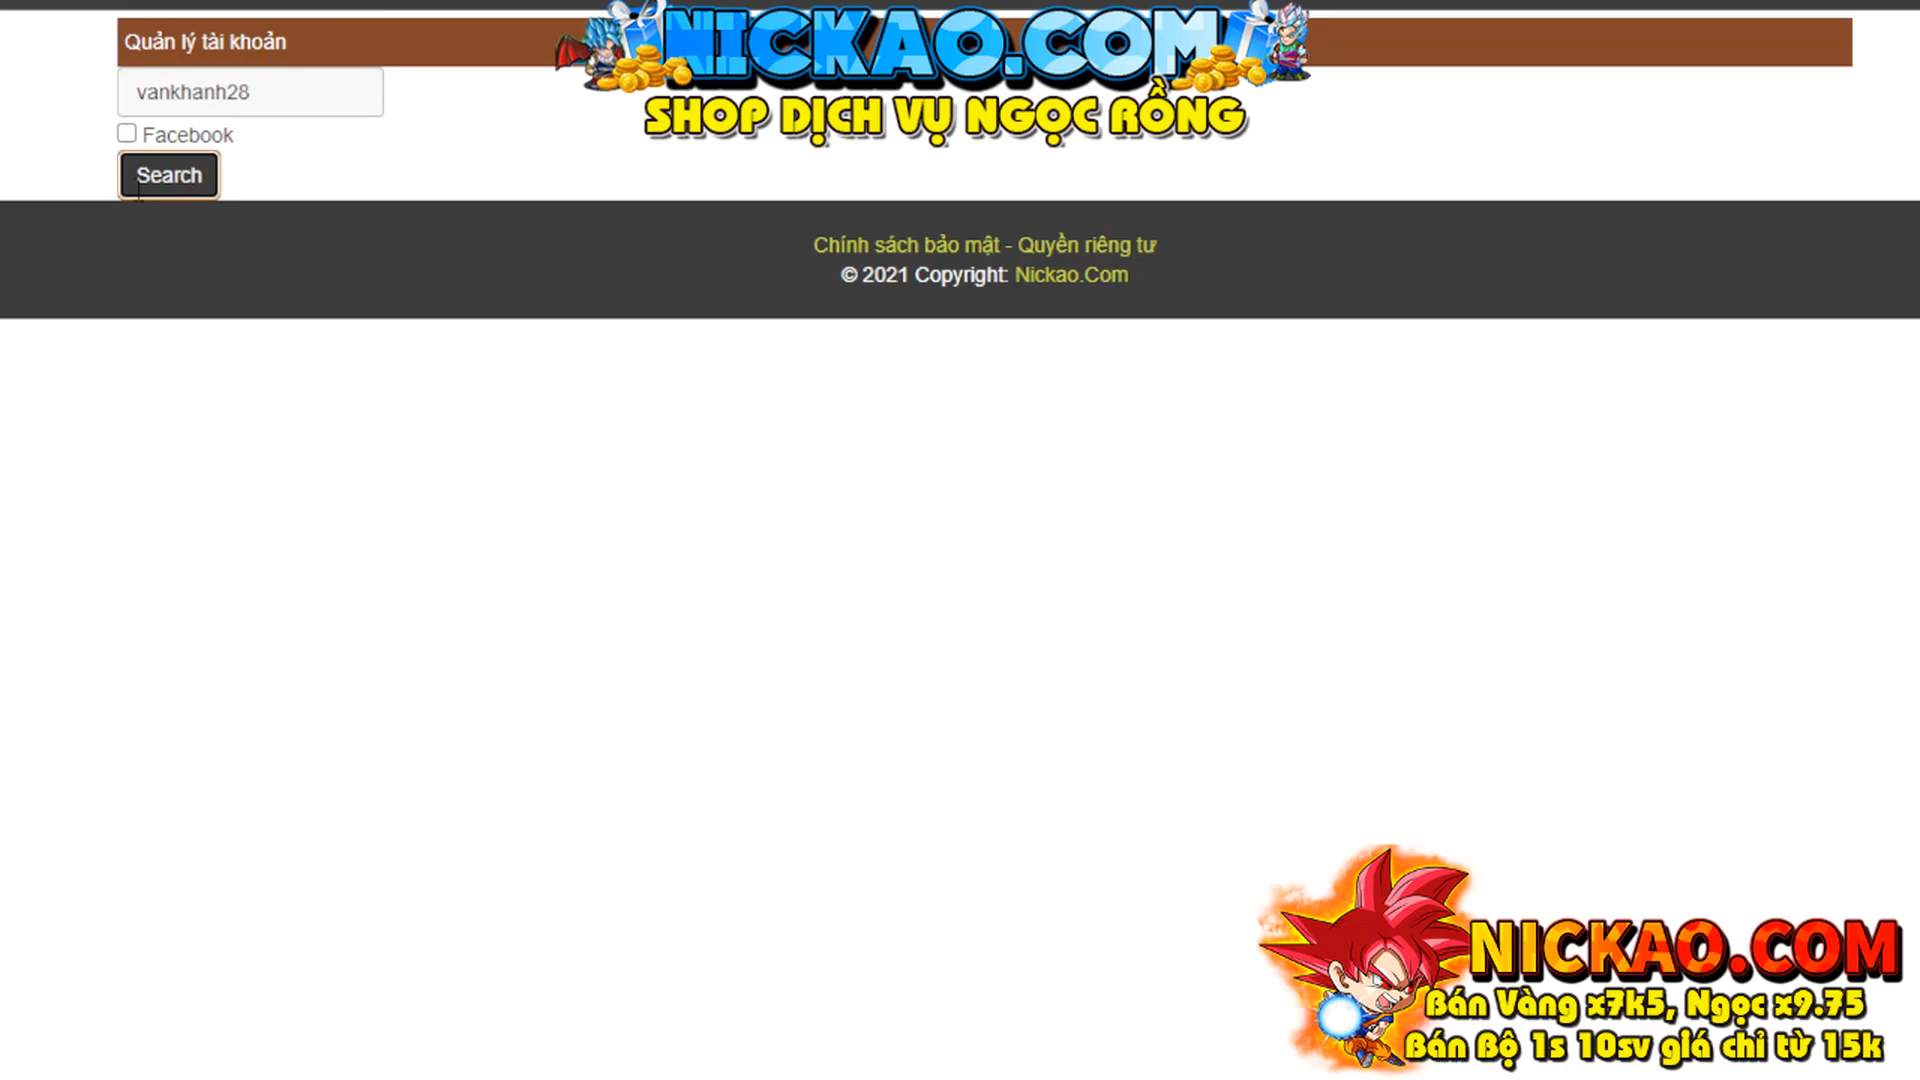 Quản lý tài khoản
NICKAO.COM
SHOP DỊCH VỤ NGỌC RỒNG
vankhanh28
Facebook
Search
Chính sách bảo mật - Quyền riêng tư
© 2021 Copyright: Nickao.Com
NICKAO.COM
Bán Vàng x7k5, Ngọc x9.75
Bán Bộ 1s 10sv giá chỉ từ 15k